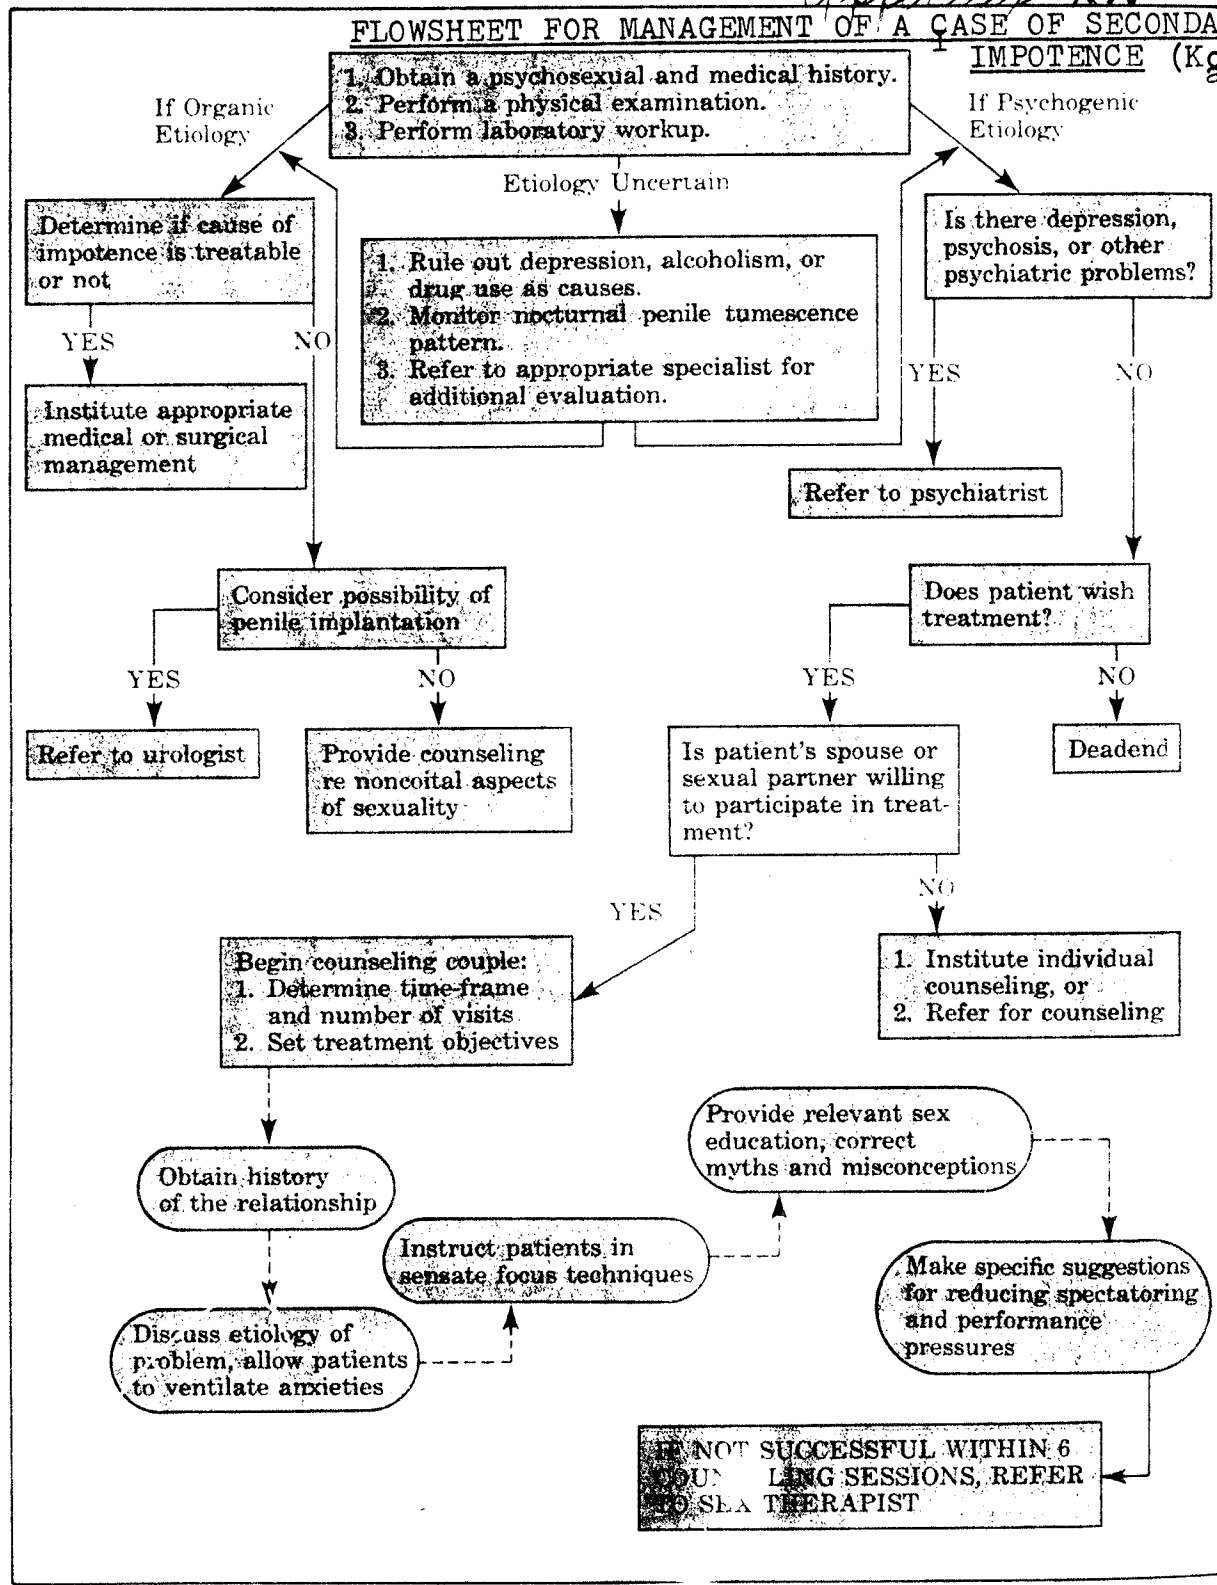 FLOWSHEET FOR MANAGEMENT OF A CASE OF SECONDA
IMPOTENCE (Kg
1. Obtain a psychosexual and medical history.
2. Perform a physical examination.
3. Perform laboratory workup.
If Organic
Etiology
If Psychogenic
Etiology
Etiology Uncertain
Determine if cause of
impotence is treatable
or not
1. Rule out depression, alcoholism, or
drug use as causes.
2. Monitor nocturnal penile tumescence
pattern.
3. Refer to appropriate specialist for
additional evaluation.
Is there depression,
psychosis, or other
psychiatric problems?
YES
NO
YES
NO
Institute appropriate
medical or surgical
management
Refer to psychiatrist
Consider possibility of
penile implantation
Does patient wish
treatment?
YES
NO
YES
NO
Refer to urologist
Provide counseling
re noncoital aspects
of sexuality
Is patient's spouse or
sexual partner willing
to participate in treat-
ment?
Deadend
YES
NO
Begin counseling couple:
1. Determine time-frame
and number of visits
2. Set treatment objectives
1. Institute individual
counseling, or
2. Refer for counseling
Obtain history
of the relationship
Provide relevant sex
education, correct
myths and misconceptions
Instruct patients in
sensate focus techniques
Make specific suggestions
for reducing spectatoring
and performance
pressures
Discuss etiology of
problem, allow patients
to ventilate anxieties
IF NOT SUCCESSFUL WITHIN 6
COUN LING SESSIONS, REFER
TO SEX THERAPIST